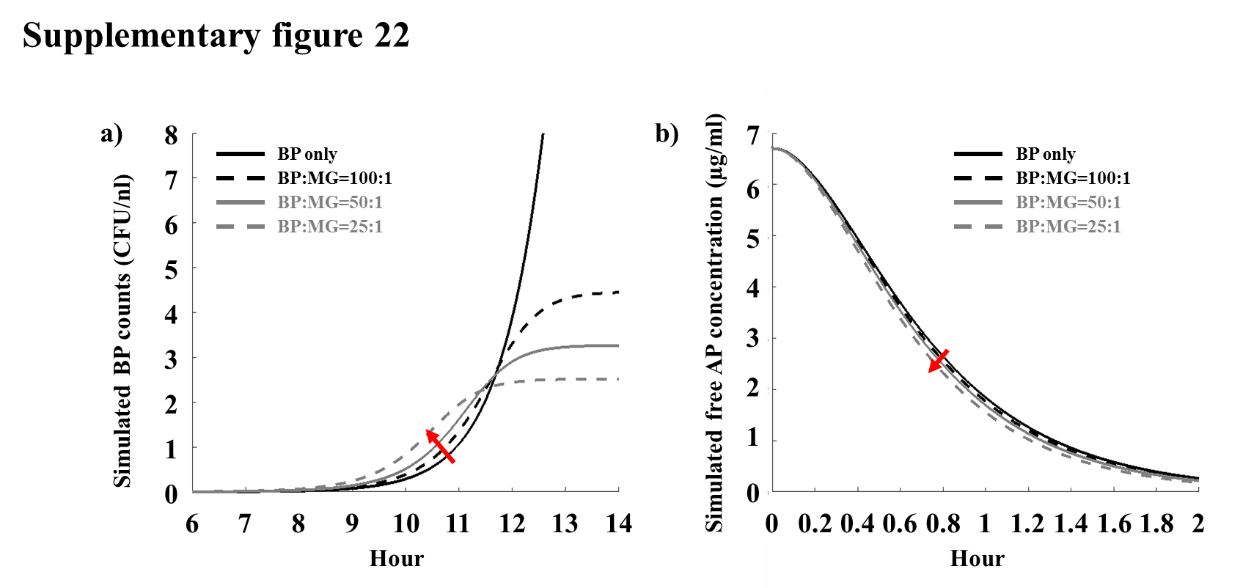 Supplementary figure 22
a)
Simulated BP counts (CFU/nl)
8
7
6
5
4
3
2
1
0
BP only
BP:MG=100:1
BP:MG=50:1
BP:MG=25:1
6 7 8 9 10 11 12 13 14
Hour
b)
Simulated free AP concentration (µg/ml)
7
6
5
4
3
2
1
0
BP only
BP:MG=100:1
BP:MG=50:1
BP:MG=25:1
0 0.2 0.4 0.6 0.8 1 1.2 1.4 1.6 1.8 2
Hour